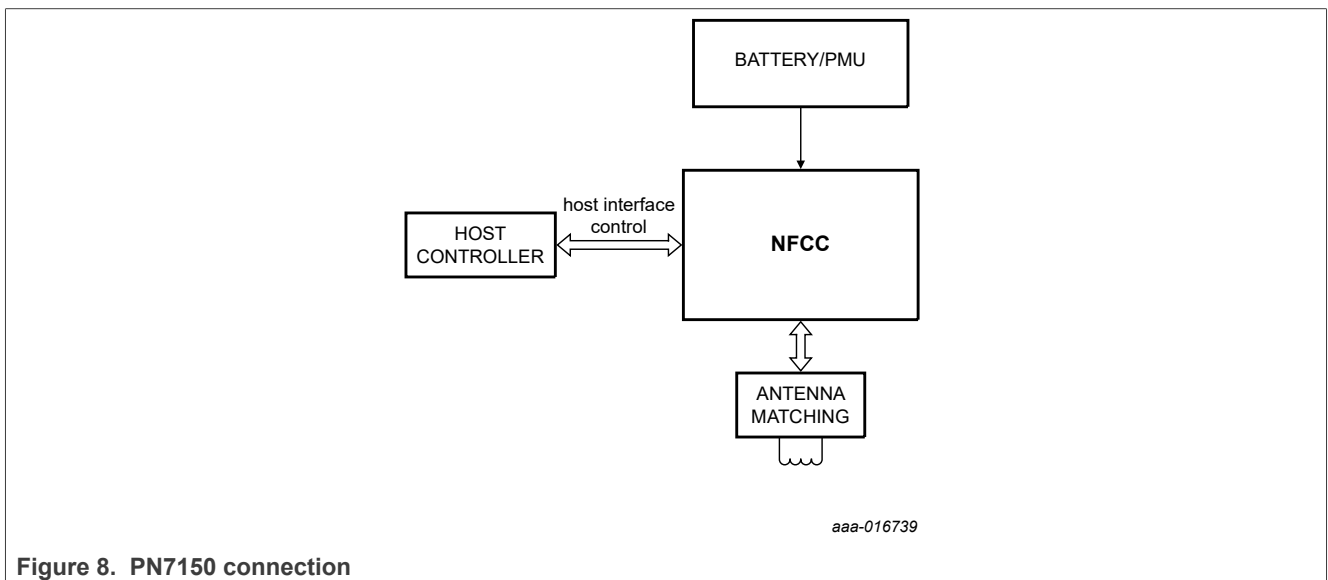 BATTERY/PMU
host interface
control
HOST
CONTROLLER
NFCC
ANTENNA
MATCHING
aaa-016739
Figure 8. PN7150 connection